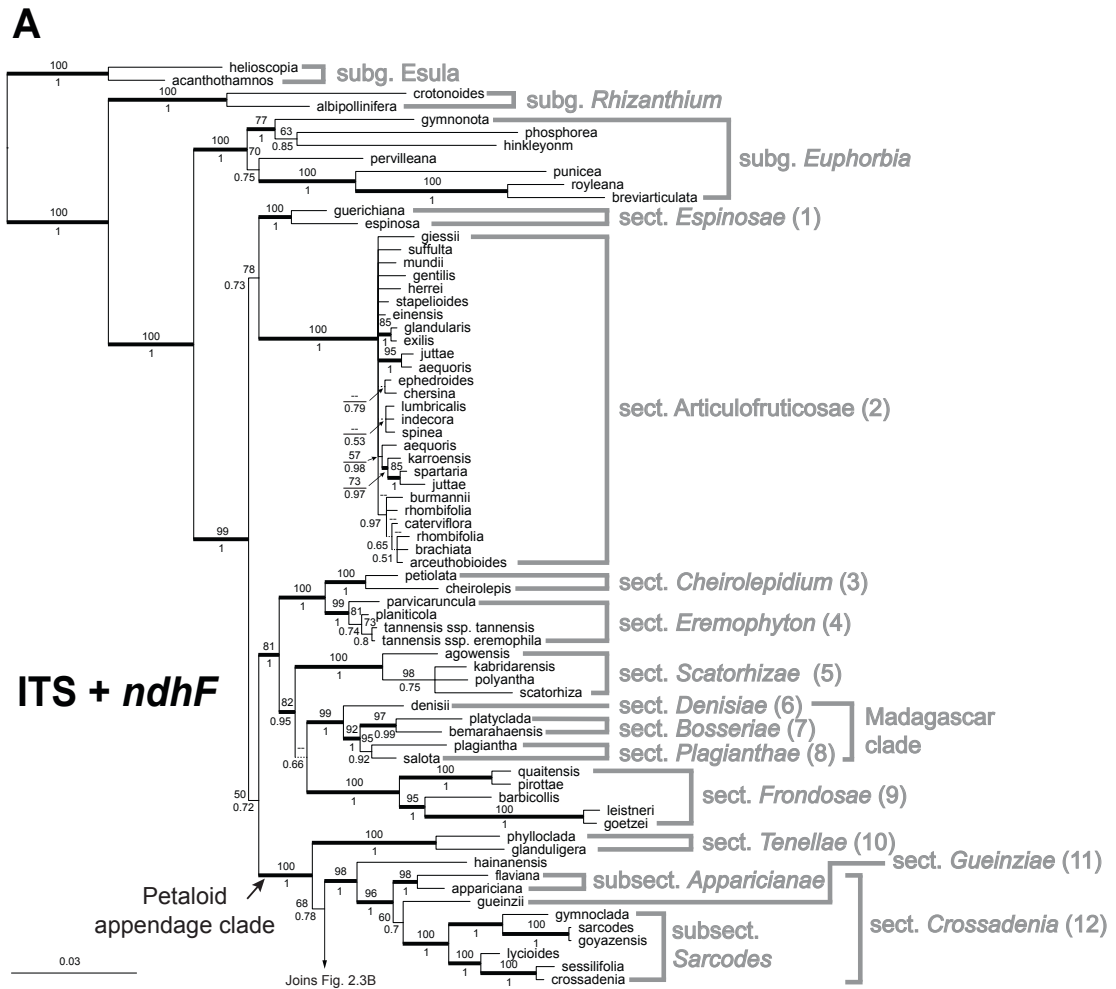 A
helioscopia
100
1
acanthothamnos
subg. Esula
crotonoides
100
1
albipollinifera
subg. Rhizanthium
gymnonota
77
1
63
0.85
phosphorea
hinkleyonm
100
1
70
0.75
pervilleana
punicea
100
1
100
1
royleana
breviarticulata
subg. Euphorbia
100
1
guerichiana
100
1
espinosa
sect. Espinosae (1)
78
0.73
giessii
suffulta
mundii
gentilis
herrei
stapelioides
einensis
85
1
glandularis
exilis
100
1
100
1
95
1
juttae
aequoris
ephedroides
--
0.79
chersina
lumbricalis
--
0.53
indecora
spinea
sect. Articulofruticosae (2)
aequoris
57
0.98
karroensis
85
1
spartaria
73
0.97
juttae
--
burmannii
rhombifolia
0.97
--
caterviflora
--
rhombifolia
0.65
brachiata
0.51
arceuthobioides
99
1
petiolata
100
1
cheirolepis
sect. Cheirolepidium (3)
100
1
99
1
parvicaruncula
81
0.74
planiticola
73
0.8
tannensis ssp. tannensis
tannensis ssp. eremophila
sect. Eremophyton (4)
81
1
agowensis
100
1
kabridarensis
98
0.75
polyantha
scatorhiza
sect. Scatorhizae (5)
ITS + ndhF
82
0.95
denisii
sect. Denisiae (6)
99
1
97
0.99
platyclada
bemarahaensis
sect. Bosseriae (7)
92
1
95
0.92
plagiantha
salota
sect. Plagianthae (8)
Madagascar
clade
--
0.66
quaitensis
100
1
pirottae
100
1
95
1
barbicollis
100
1
leistneri
goetzei
sect. Frondosae (9)
50
0.72
phylloclada
100
1
glanduligera
sect. Tenellae (10)
100
1
Petaloid
appendage clade
hainanensis
98
1
68
0.78
96
1
98
1
flaviana
appariciana
subsect. Apparicianae
sect. Gueinziae (11)
gueinzii
60
0.7
gymnoclada
1
100
1
sarcodes
goyazensis
100
1
lycioides
100
1
100
1
sessilifolia
crossadenia
subsect.
Sarcodes
sect. Crossadenia (12)
0.03
Joins Fig. 2.3B